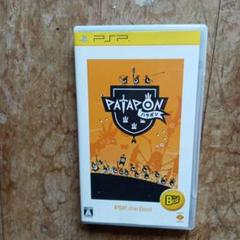 PSP
PATAPON
パタポン
PSP the Best
A